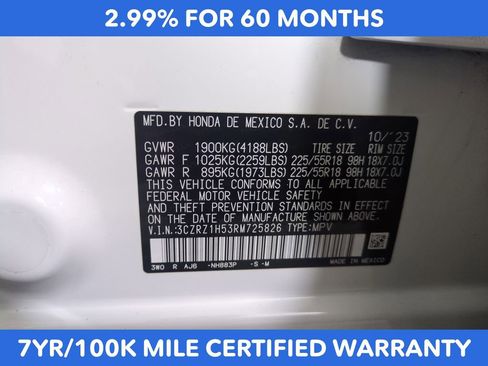 2.99% FOR 60 MONTHS
MFD.BY HONDA DE MEXICO S.A. DE C.V.
10/'23
GVWR 1900KG(4188LBS) TIRE SIZE RIM SIZE
GAWR F 1025KG(2259LBS) 225/55R18 98H 18X7.0J
GAWR R 895KG(1973LBS) 225/55R18 98H 18X7.0J
THIS VEHICLE CONFORMS TO ALL APPLICABLE
FEDERAL MOTOR VEHICLE SAFETY AND THEFT
PREVENTION STANDARDS IN EFFECT ON THE
DATE OF MANUFACTURE SHOWN ABOVE.
V.I.N.:3CZRZ1H53RM725826 TYPE:MPV
3W0 R AJ6 -NH883P -S -M MADE IN MEXICO
7YR/100K MILE CERTIFIED WARRANTY